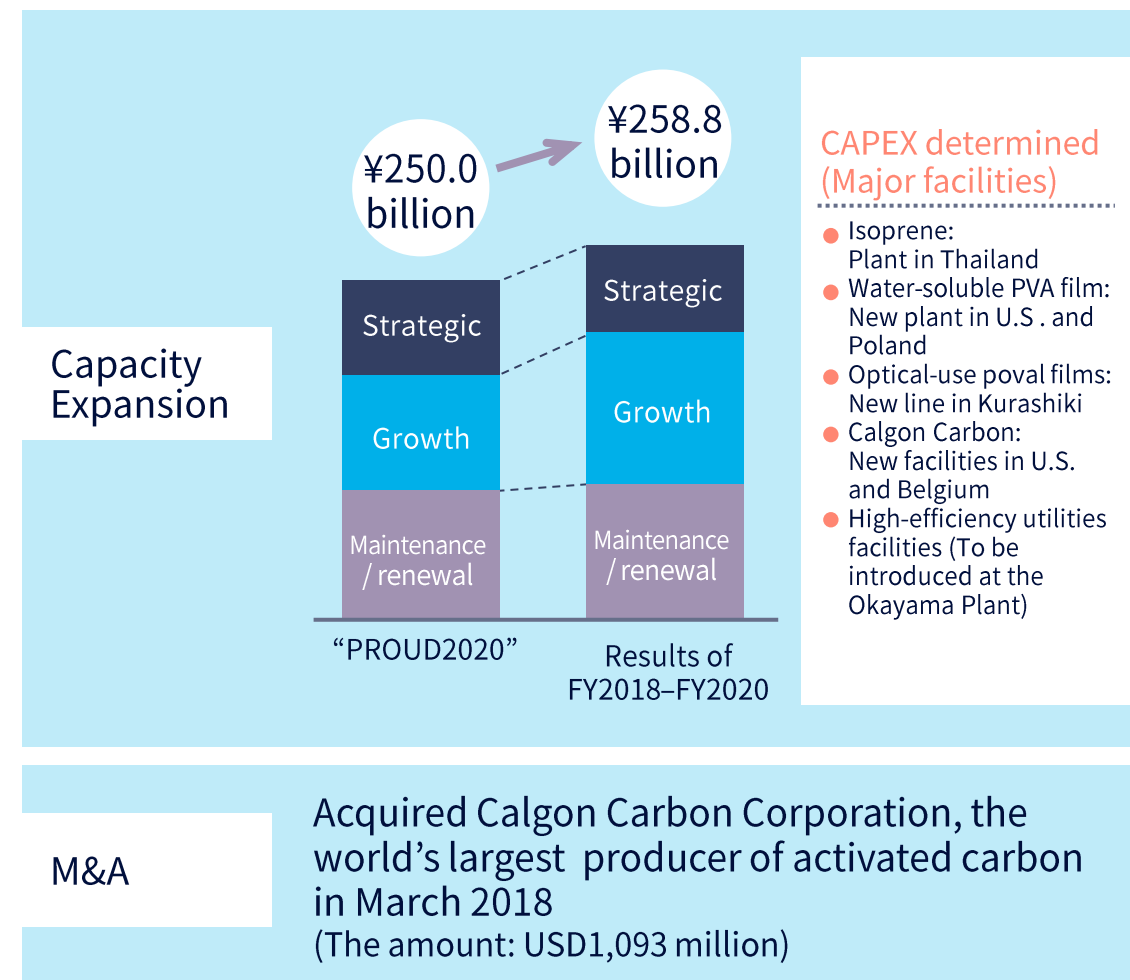 Capacity
Expansion
¥250.0
billion
¥258.8
billion
Strategic
Growth
Maintenance
/ renewal
Strategic
Growth
Maintenance
/ renewal
“PROUD2020”
Results of
FY2018–FY2020
CAPEX determined
(Major facilities)
Isoprene:
Plant in Thailand
Water-soluble PVA film:
New plant in U.S . and
Poland
Optical-use poval films:
New line in Kurashiki
Calgon Carbon:
New facilities in U.S.
and Belgium
High-efficiency utilities
facilities (To be
introduced at the
Okayama Plant)
M&A
Acquired Calgon Carbon Corporation, the
world’s largest  producer of activated carbon
in March 2018
(The amount: USD1,093 million)